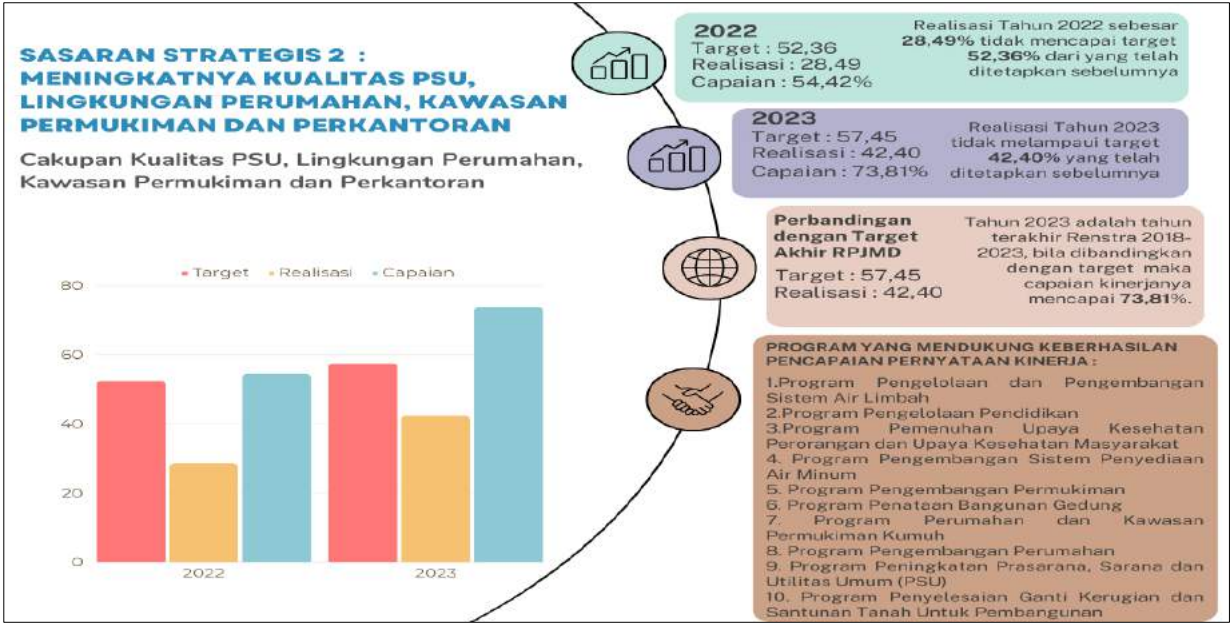 SASARAN STRATEGIS 2 :
MENINGKATNYA KUALITAS PSU,
LINGKUNGAN PERUMAHAN, KAWASAN
PERMUKIMAN DAN PERKANTORAN
Cakupan Kualitas PSU, Lingkungan Perumahan,
Kawasan Permukiman dan Perkantoran
Target Realisasi Capaian
80
60
40
20
0
2022 2023
2022
Target : 52,36
Realisasi : 28,49
Capaian : 54,42%
Realisasi Tahun 2022 sebesar
28,49% tidak mencapai target
52,36% dari yang telah
ditetapkan sebelumnya
2023
Target : 57,45
Realisasi : 42,40
Capaian : 73,81%
Realisasi Tahun 2023
tidak melampaui target
42,40% yang telah
ditetapkan sebelumnya
Perbandingan
dengan Target
Akhir RPJMD
Target : 57,45
Realisasi : 42,40
Tahun 2023 adalah tahun
terakhir Renstra 2018-
2023, bila dibandingkan
dengan target maka
capaian kinerjanya
mencapai 73,81%.
PROGRAM YANG MENDUKUNG KEBERHASILAN
PENCAPAIAN PERNYATAAN KINERJA :
1.Program Pengelolaan dan Pengembangan
Sistem Air Limbah
2.Program Pengelolaan Pendidikan
3.Program Pemenuhan Upaya Kesehatan
Perorangan dan Upaya Kesehatan Masyarakat
4. Program Pengembangan Sistem Penyediaan
Air Minum
5. Program Pengembangan Permukiman
6. Program Penataan Bangunan Gedung
7. Program Perumahan dan Kawasan
Permukiman Kumuh
8. Program Pengembangan Perumahan
9. Program Peningkatan Prasarana, Sarana dan
Utilitas Umum (PSU)
10. Program Penyelesaian Ganti Kerugian dan
Santunan Tanah Untuk Pembangunan